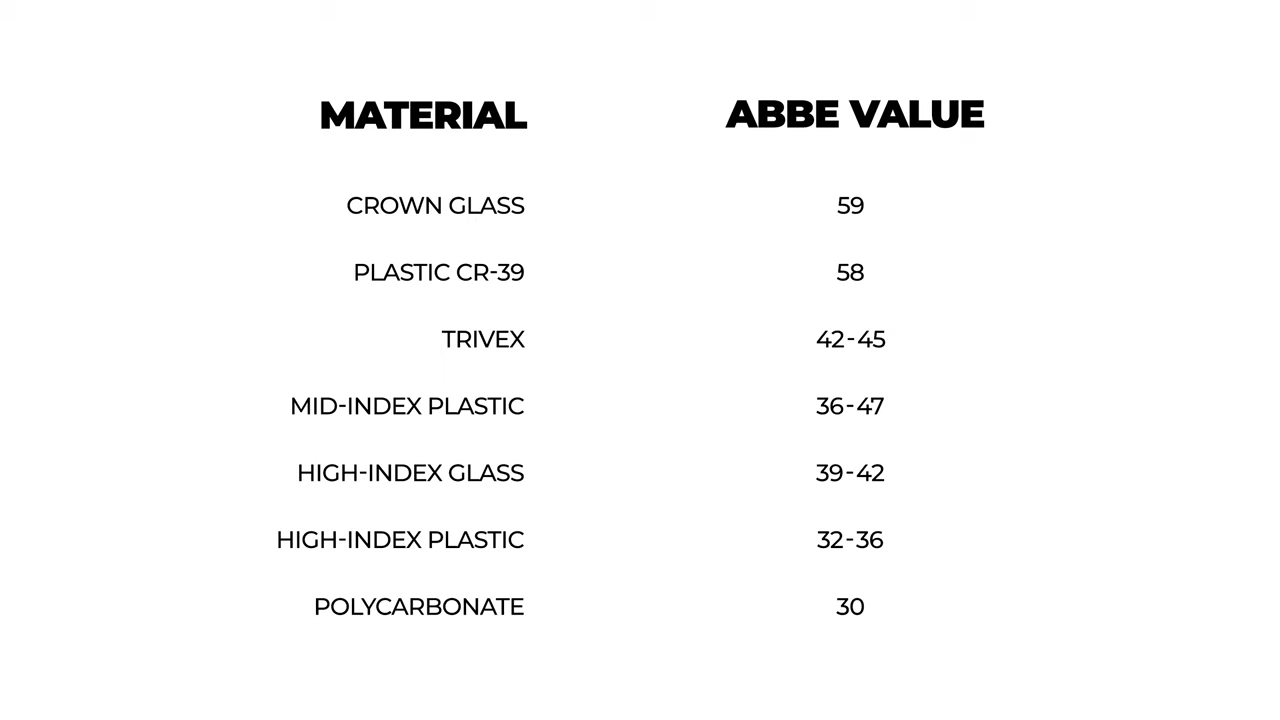 MATERIAL ABBE VALUE
CROWN GLASS 59
PLASTIC CR-39 58
TRIVEX 42-45
MID-INDEX PLASTIC 36-47
HIGH-INDEX GLASS 39-42
HIGH-INDEX PLASTIC 32-36
POLYCARBONATE 30